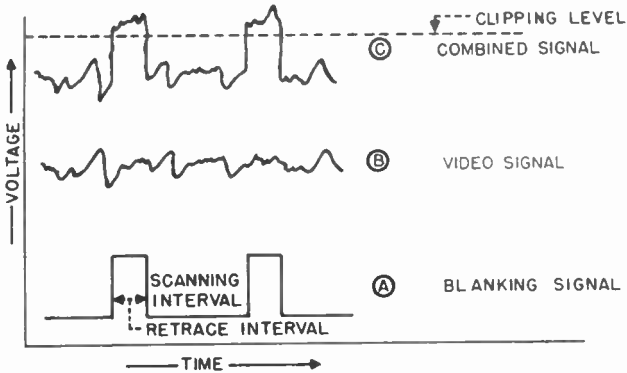 CLIPPING LEVEL
Ⓒ COMBINED SIGNAL
VOLTAGE
Ⓑ VIDEO SIGNAL
SCANNING
INTERVAL
Ⓐ BLANKING SIGNAL
RETRACE INTERVAL
TIME